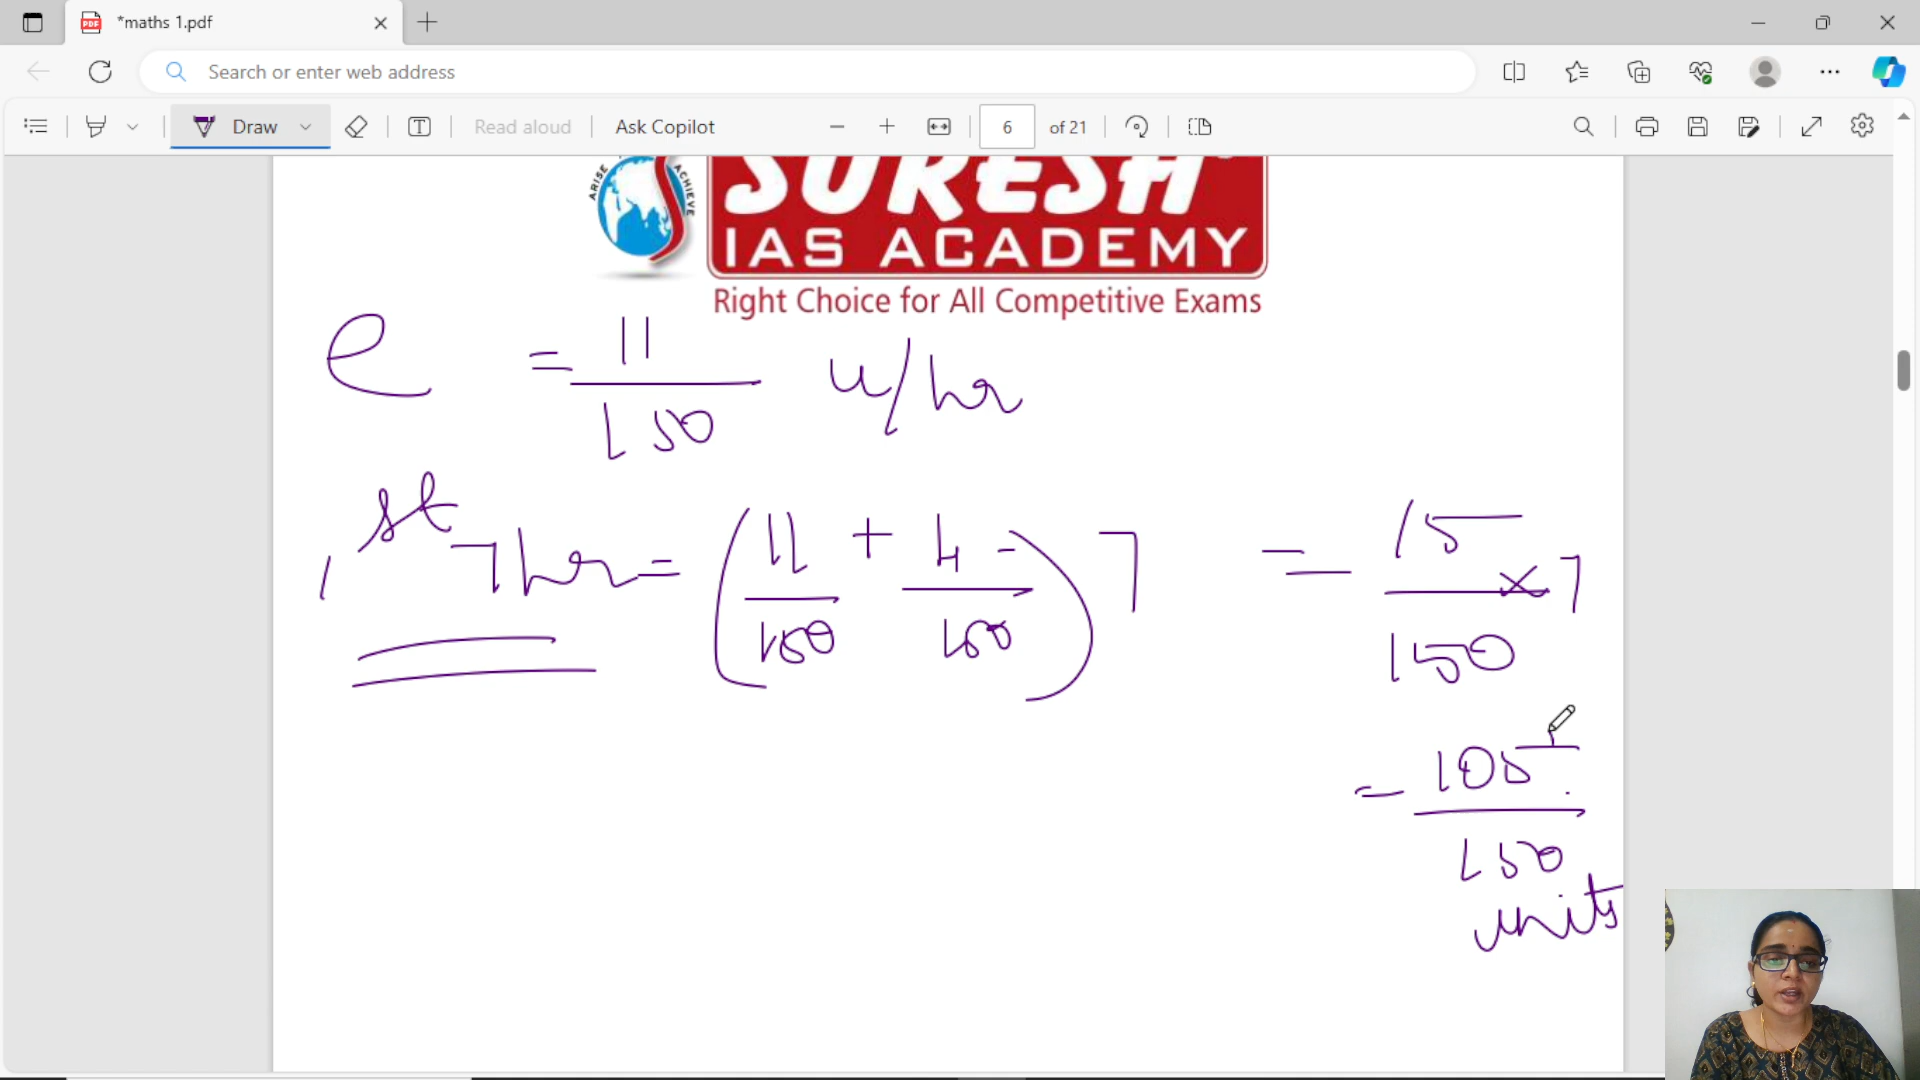 *maths 1.pdf
Search or enter web address
Draw
Read aloud
Ask Copilot
6
of 21
ARISE
ACHIEVE
SURESH
IAS ACADEMY
Right Choice for All Competitive Exams
e = 11/150 u/hr
1st 7hr = (11/150 + 4/150) 7 = 15/150 × 7
= 105/150
units